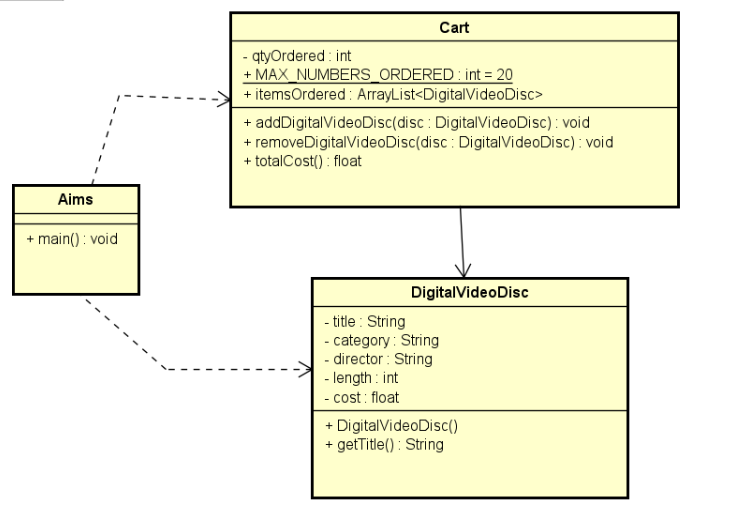 Cart
- qtyOrdered : int
+ MAX_NUMBERS_ORDERED : int = 20
+ itemsOrdered : ArrayList<DigitalVideoDisc>
+ addDigitalVideoDisc(disc : DigitalVideoDisc) : void
+ removeDigitalVideoDisc(disc : DigitalVideoDisc) : void
+ totalCost() : float
Aims
+ main() : void
DigitalVideoDisc
- title : String
- category : String
- director : String
- length : int
- cost : float
+ DigitalVideoDisc()
+ getTitle() : String